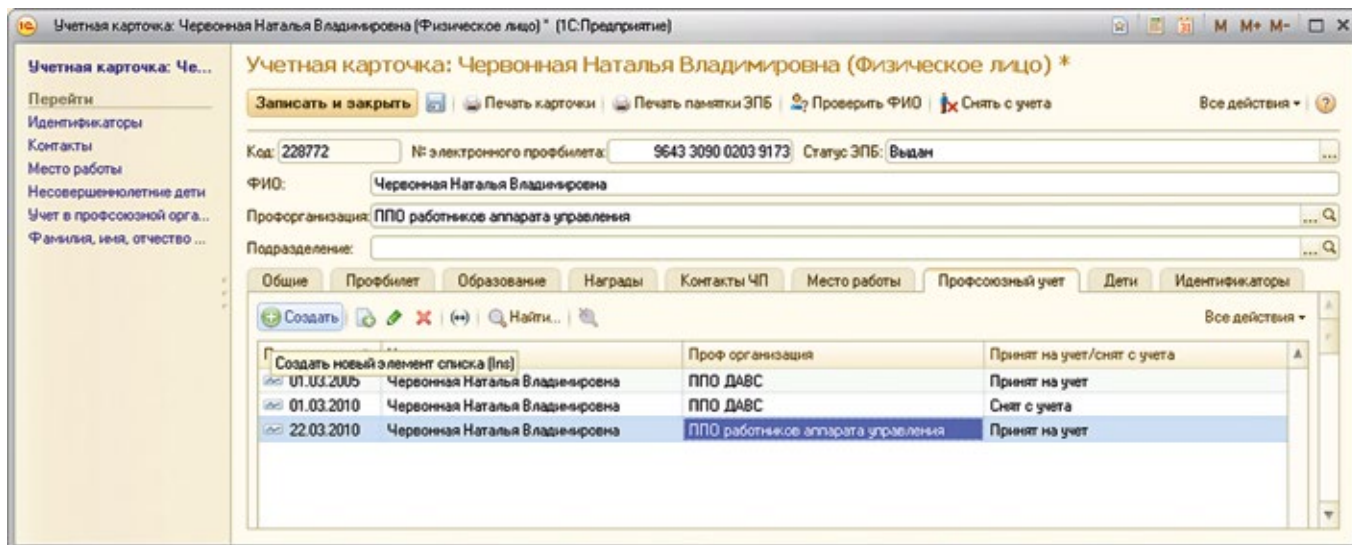 Учетная карточка: Червонная Наталья Владимировна (Физическое лицо) * (1С:Предприятие) M M+ M-
Учетная карточка: Че...
Перейти
Идентификаторы
Контакты
Место работы
Несовершеннолетние дети
Учет в профсоюзной орга...
Фамилия, имя, отчество ...
Учетная карточка: Червонная Наталья Владимировна (Физическое лицо) *
Записать и закрыть Печать карточки Печать памятки ЭПБ Проверить ФИО Снять с учета Все действия
Код: 228772 № электронного профбилета: 9643 3090 0203 9173 Статус ЭПБ: Выдан ...
ФИО: Червонная Наталья Владимировна
Профорганизация: ППО работников аппарата управления ...
Подразделение: ...
Общие Профбилет Образование Награды Контакты ЧП Место работы Профсоюзный учет Дети Идентификаторы
Создать Найти... Все действия
Проф организация Принят на учет/снят с учета
Создать новый элемент списка (Ins)
01.03.2005 Червонная Наталья Владимировна ППО ДАВС Принят на учет
01.03.2010 Червонная Наталья Владимировна ППО ДАВС Снят с учета
22.03.2010 Червонная Наталья Владимировна ППО работников аппарата управления Принят на учет